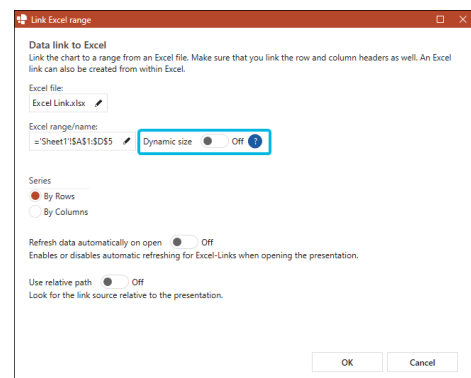 Link Excel range
Data link to Excel
Link the chart to a range from an Excel file. Make sure that you link the row and column headers as well. An Excel
link can also be created from within Excel.
Excel file:
Excel Link.xlsx
Excel range/name:
='Sheet1'!$A$1:$D$5 Dynamic size Off ?
Series
By Rows
By Columns
Refresh data automatically on open Off
Enables or disables automatic refreshing for Excel-Links when opening the presentation.
Use relative path Off
Look for the link source relative to the presentation.
OK Cancel